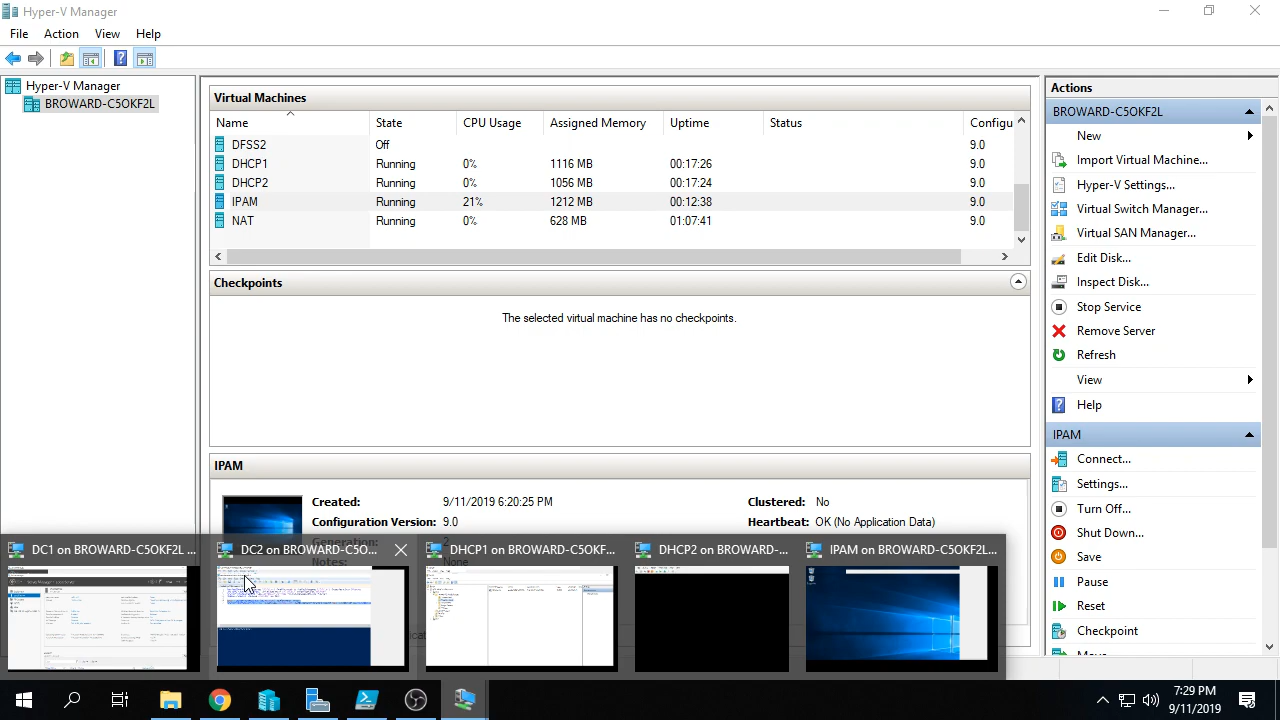 Hyper-V Manager
File Action View Help
Hyper-V Manager
BROWARD-C5OKF2L
Virtual Machines
Name State CPU Usage Assigned Memory Uptime Status Configu
DFSS2 Off 9.0
DHCP1 Running 0% 1116 MB 00:17:26 9.0
DHCP2 Running 0% 1056 MB 00:17:24 9.0
IPAM Running 21% 1212 MB 00:12:38 9.0
NAT Running 0% 628 MB 01:07:41 9.0
Checkpoints
The selected virtual machine has no checkpoints.
IPAM
Created: 9/11/2019 6:20:25 PM Clustered: No
Configuration Version: 9.0 Heartbeat: OK (No Application Data)
Generation: 2
Notes: None
Actions
BROWARD-C5OKF2L
New
Import Virtual Machine...
Hyper-V Settings...
Virtual Switch Manager...
Virtual SAN Manager...
Edit Disk...
Inspect Disk...
Stop Service
Remove Server
Refresh
View
Help
IPAM
Connect...
Settings...
Turn Off...
Shut Down...
Save
Pause
Reset
Checkpoint
Move...
DC1 on BROWARD-C5OKF2L ... DC2 on BROWARD-C5O... DHCP1 on BROWARD-C5OKF... DHCP2 on BROWARD-... IPAM on BROWARD-C5OKF2L...
7:29 PM
9/11/2019